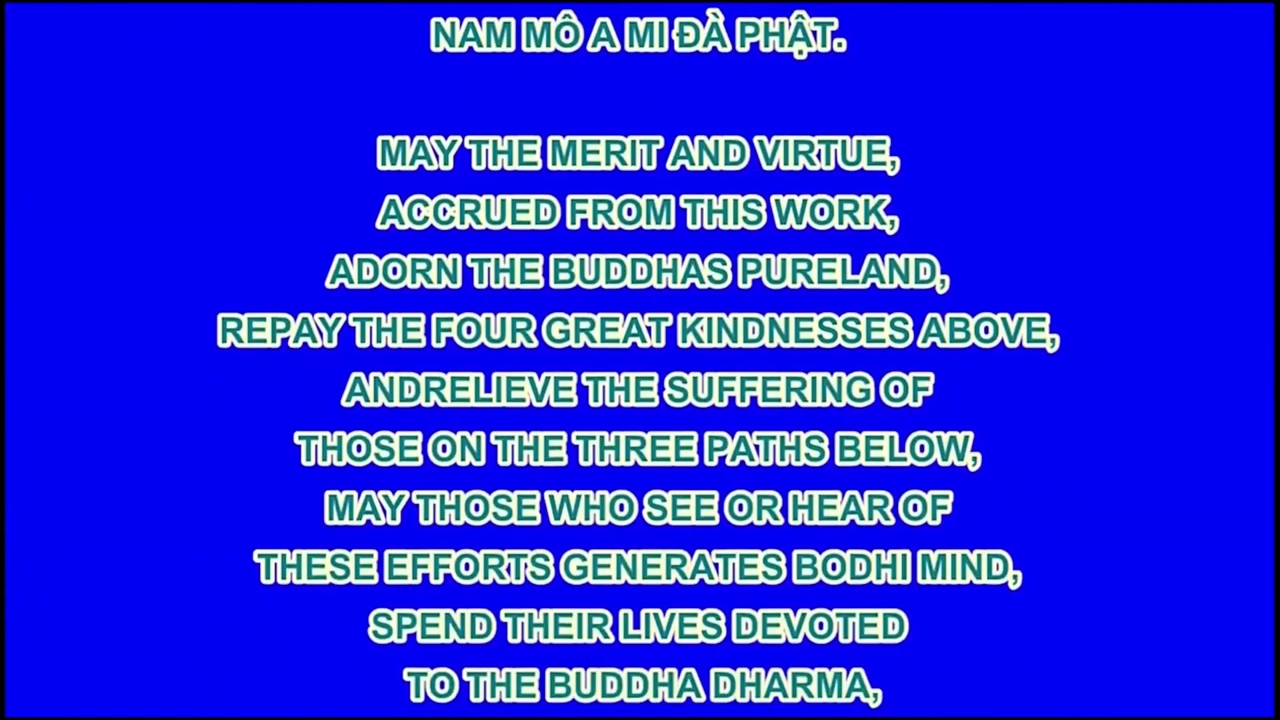 NAM MÔ A MI ĐÀ PHẬT.
MAY THE MERIT AND VIRTUE,
ACCRUED FROM THIS WORK,
ADORN THE BUDDHAS PURELAND,
REPAY THE FOUR GREAT KINDNESSES ABOVE,
ANDRELIEVE THE SUFFERING OF
THOSE ON THE THREE PATHS BELOW,
MAY THOSE WHO SEE OR HEAR OF
THESE EFFORTS GENERATES BODHI MIND,
SPEND THEIR LIVES DEVOTED
TO THE BUDDHA DHARMA,